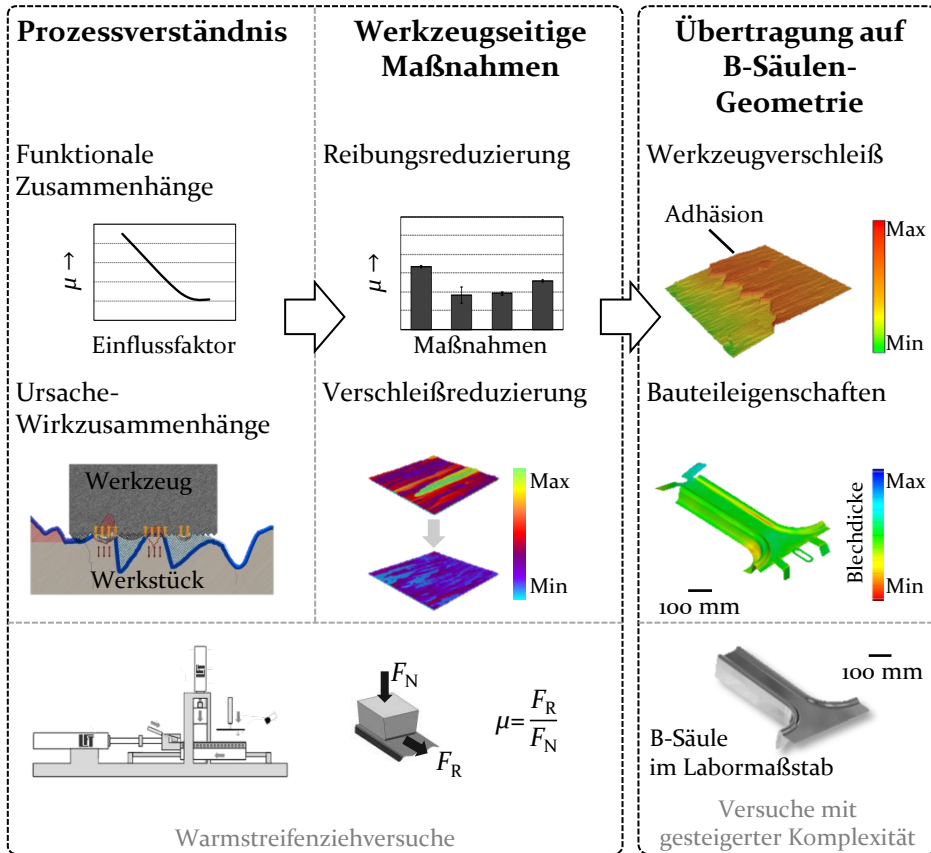 Prozessverständnis
Werkzeugseitige
Maßnahmen
Übertragung auf
B-Säulen-
Geometrie
Funktionale
Zusammenhänge
μ →
Einflussfaktor
Reibungsreduzierung
μ →
Maßnahmen
Werkzeugverschleiß
Adhäsion
Max
Min
Ursache-
Wirkzusammenhänge
Werkzeug
Werkstück
Verschleißreduzierung
Max
Min
Bauteileigenschaften
Max
Blechdicke
Min
100 mm
LFT
LFT
F_N
F_R
μ=F_R/F_N
Warmstreifenziehversuche
100 mm
B-Säule
im Labormaßstab
Versuche mit
gesteigerter Komplexität